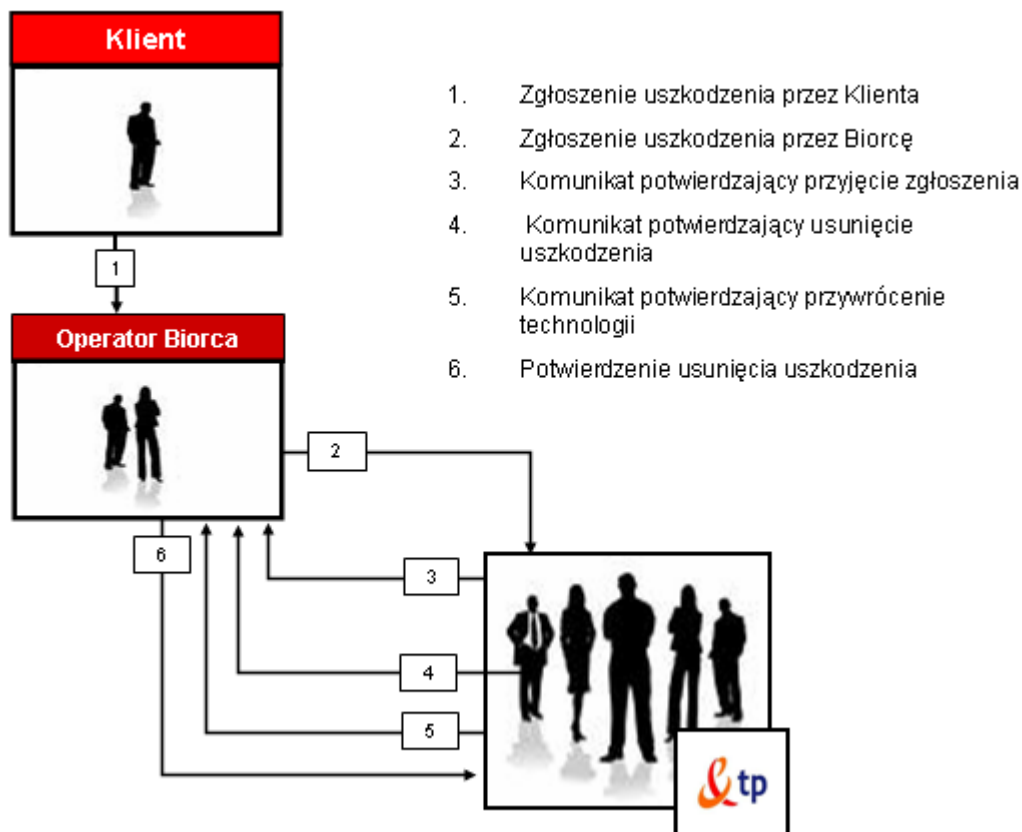 Klient
1. Zgłoszenie uszkodzenia przez Klienta
2. Zgłoszenie uszkodzenia przez Biorcę
3. Komunikat potwierdzający przyjęcie zgłoszenia
4. Komunikat potwierdzający usunięcie
uszkodzenia
5. Komunikat potwierdzający przywrócenie
technologii
6. Potwierdzenie usunięcia uszkodzenia
1
Operator Biorca
2
6
3
4
5
tp